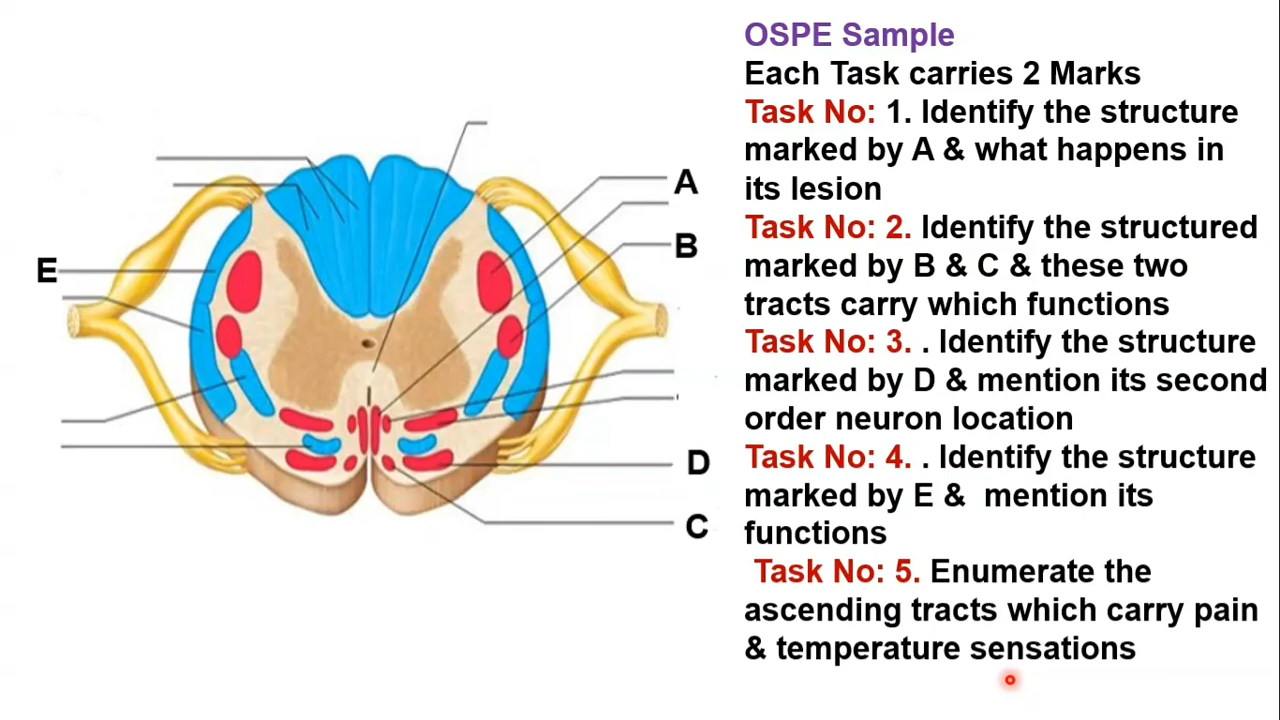 OSPE Sample
Each Task carries 2 Marks
Task No: 1. Identify the structure
marked by A & what happens in
its lesion
Task No: 2. Identify the structured
marked by B & C & these two
tracts carry which functions
Task No: 3. . Identify the structure
marked by D & mention its second
order neuron location
Task No: 4. . Identify the structure
marked by E & mention its
functions
Task No: 5. Enumerate the
ascending tracts which carry pain
& temperature sensations
A
B
E
D
C